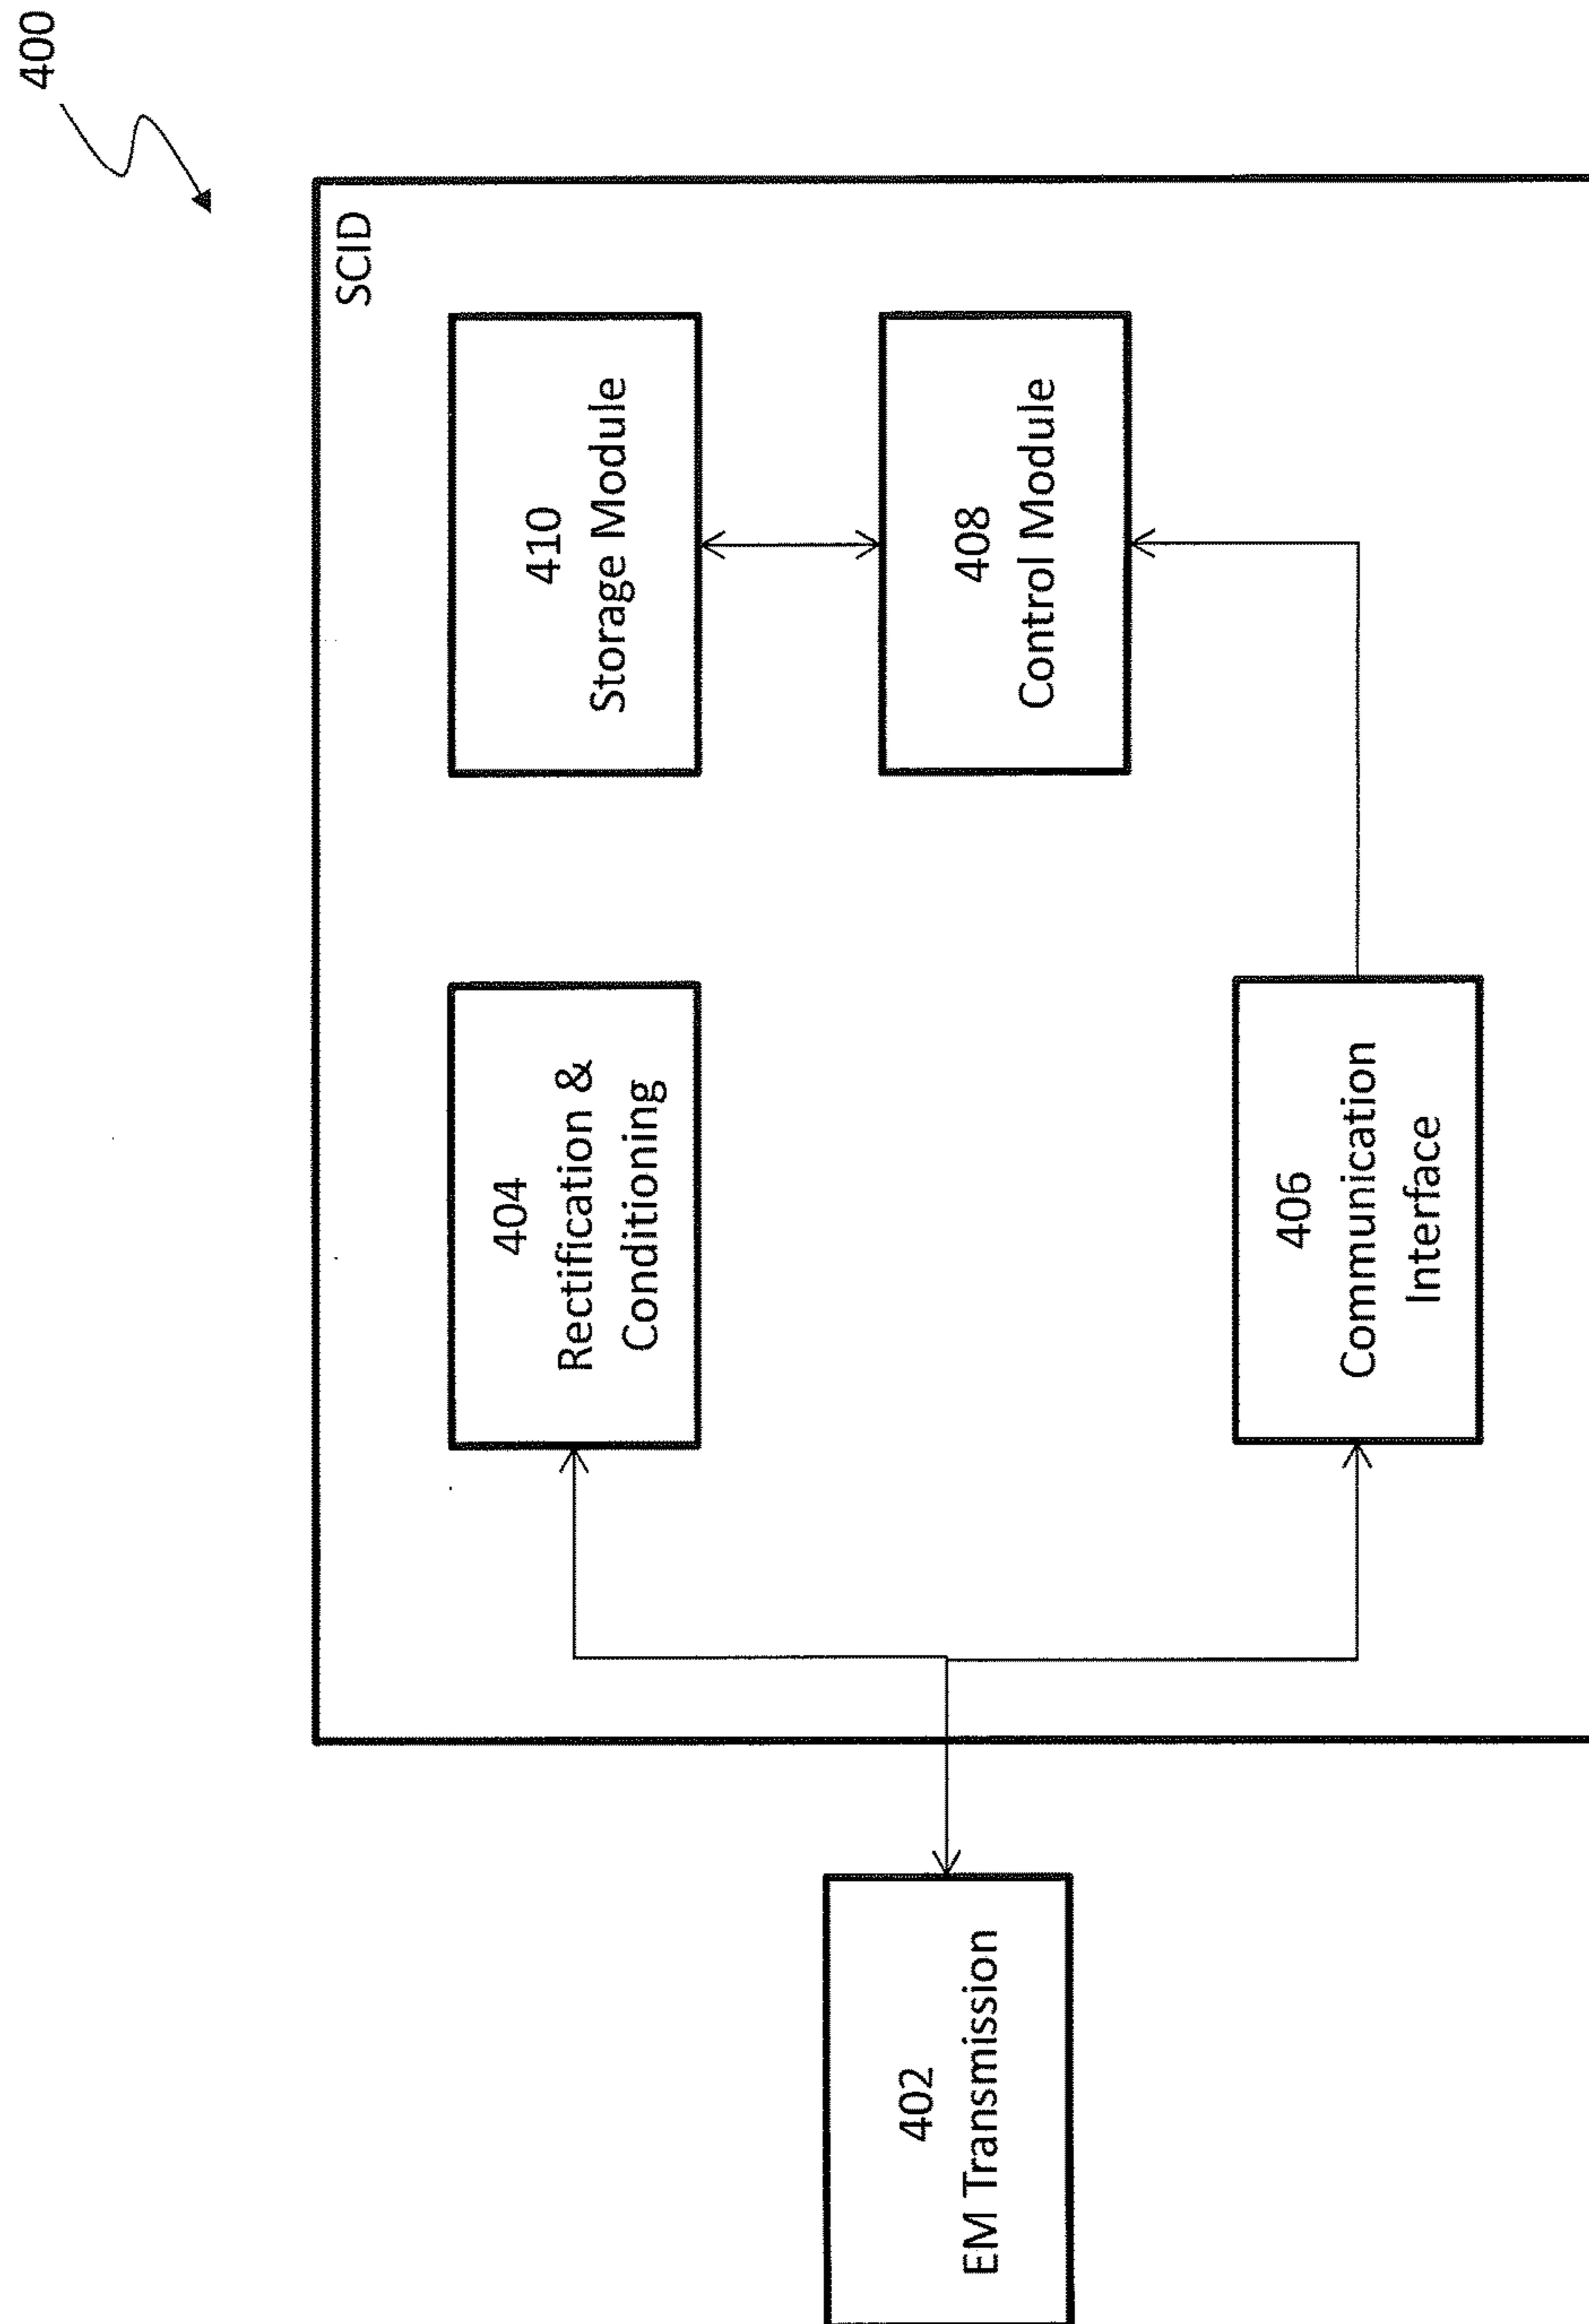 400
SCID
404
Rectification &
Conditioning
410
Storage Module
402
EM Transmission
408
Control Module
406
Communication
Interface